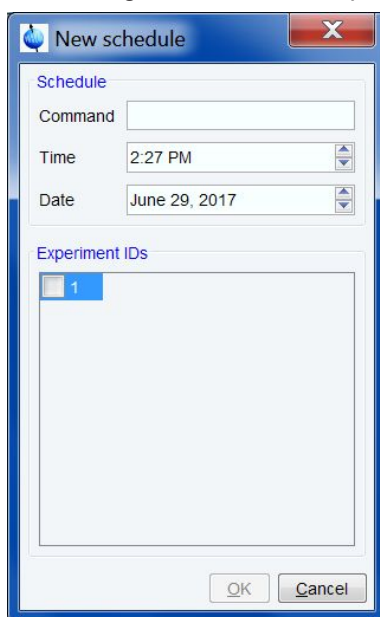 New schedule
Schedule
Command
Time 2:27 PM
Date June 29, 2017
Experiment IDs
1
OK Cancel